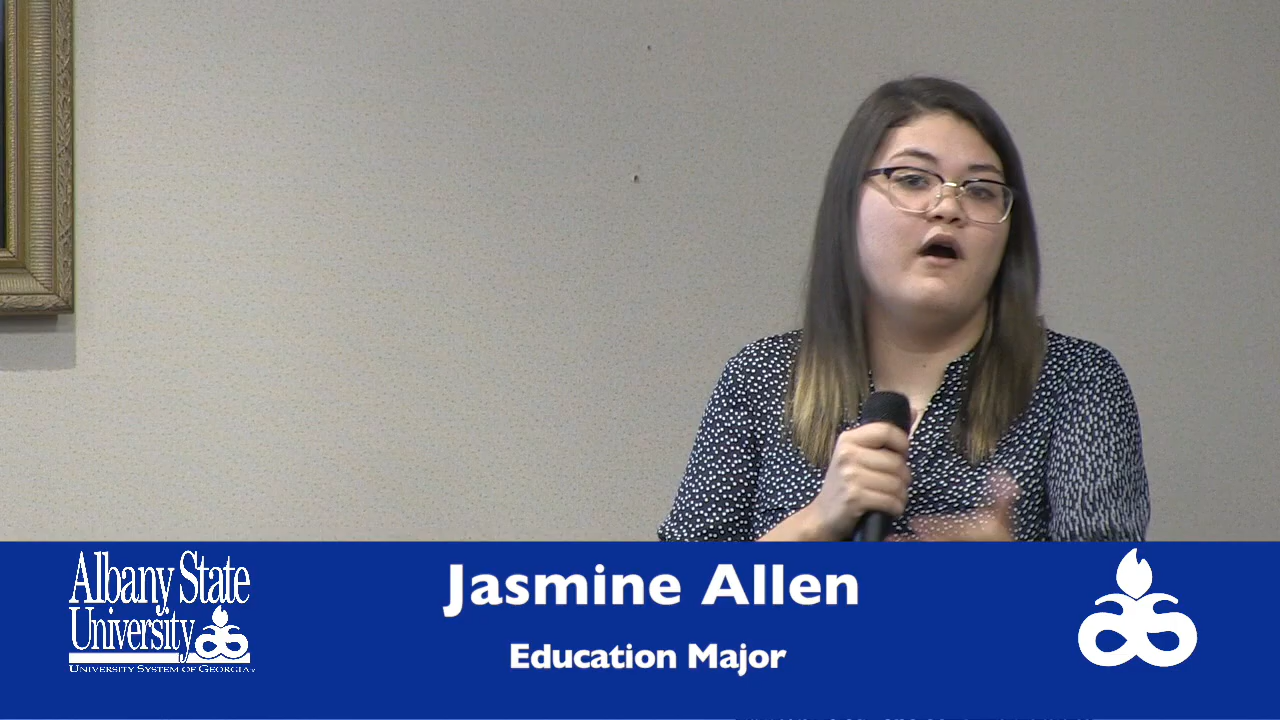 Albany State
University
UNIVERSITY SYSTEM OF GEORGIA
Jasmine Allen
Education Major